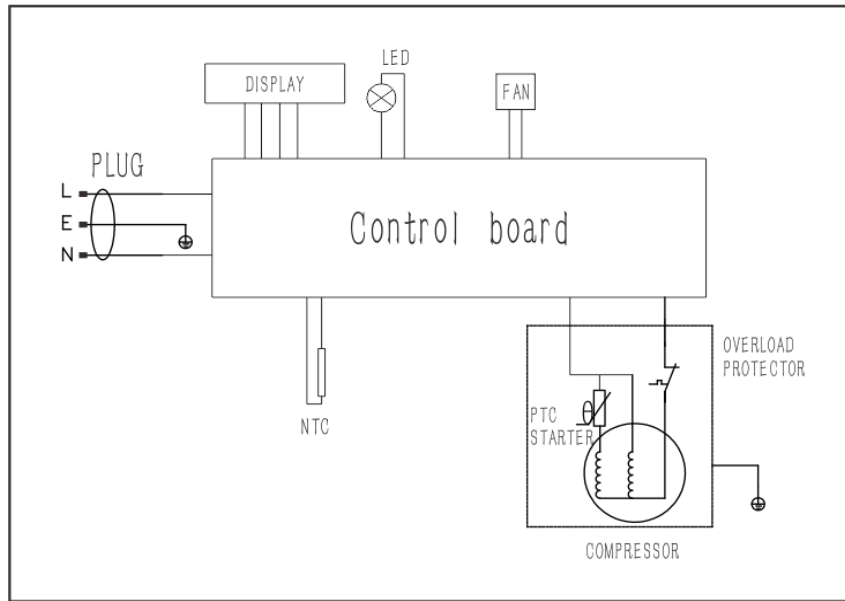 LED
DISPLAY
FAN
PLUG
L
E
N
Control board
OVERLOAD
PROTECTOR
PTC
STARTER
NTC
COMPRESSOR